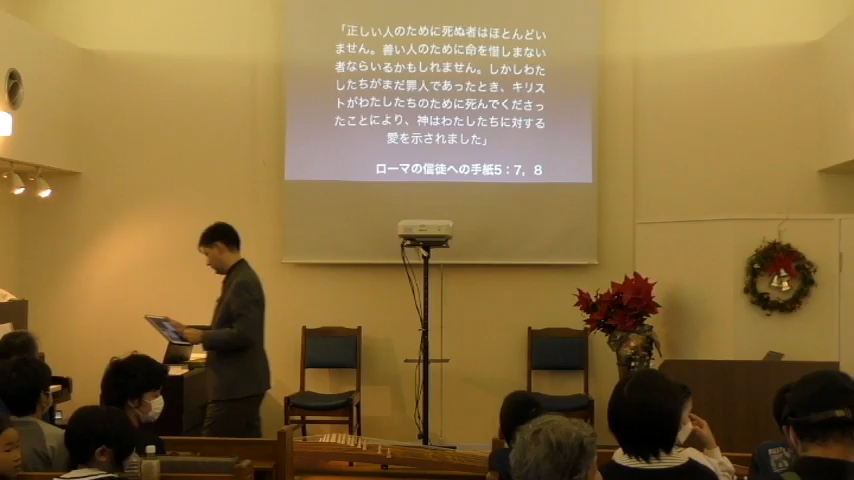 「正しい人のために死ぬ者はほとんどい
ません。善い人のために命を惜しまない
者ならいるかもしれません。しかしわた
したちがまだ罪人であったとき、キリス
トがわたしたちのために死んでくださっ
たことにより、神はわたしたちに対する
愛を示されました」
ローマの信徒への手紙5：7，8